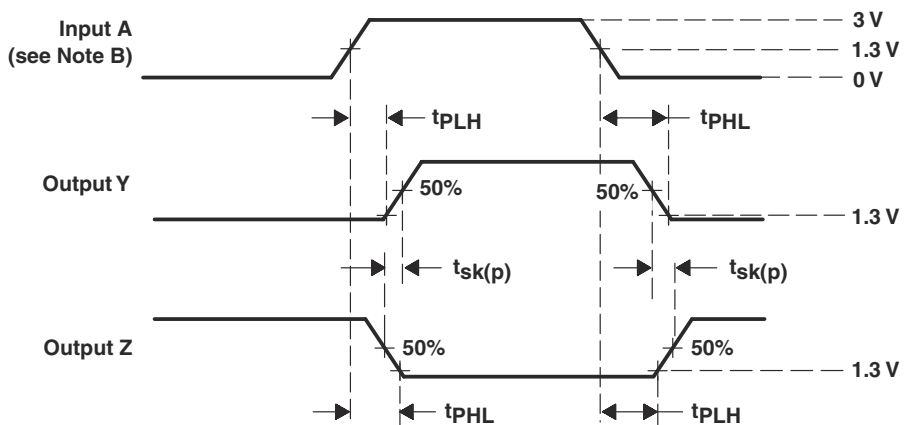 Input A
(see Note B)
3 V
1.3 V
0 V
tPLH
tPHL
Output Y
50%
50%
1.3 V
tsk(p)
tsk(p)
Output Z
50%
50%
1.3 V
tPHL
tPLH